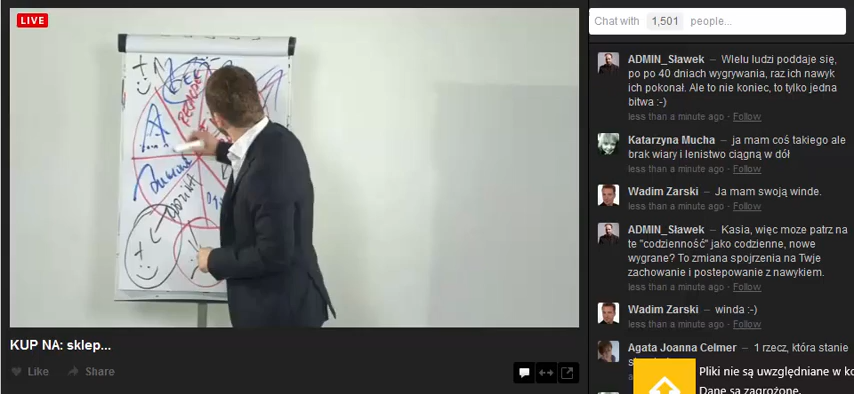 LIVE
Chat with 1,501 people...
ADMIN_Sławek – WIelu ludzi poddaje się,
po po 40 dniach wygrywania, raz ich nawyk
ich pokonał. Ale to nie koniec, to tylko jedna
bitwa :-)
less than a minute ago · Follow
Katarzyna Mucha – ja mam coś takiego ale
brak wiary i lenistwo ciągną w dół
less than a minute ago · Follow
Wadim Zarski – Ja mam swoją winde.
less than a minute ago · Follow
ADMIN_Sławek – Kasia, więc moze patrz na
te "codzienność" jako codzienne, nowe
wygrane? To zmiana spojrzenia na Twje
zachowanie i postepowanie z nawykiem.
less than a minute ago · Follow
Wadim Zarski – winda :-)
less than a minute ago · Follow
Agata Joanna Celmer – 1 rzecz, która stanie
Pliki nie są uwzględniane w
Dane są zagrożone.
KUP NA: sklep...
Like
Share